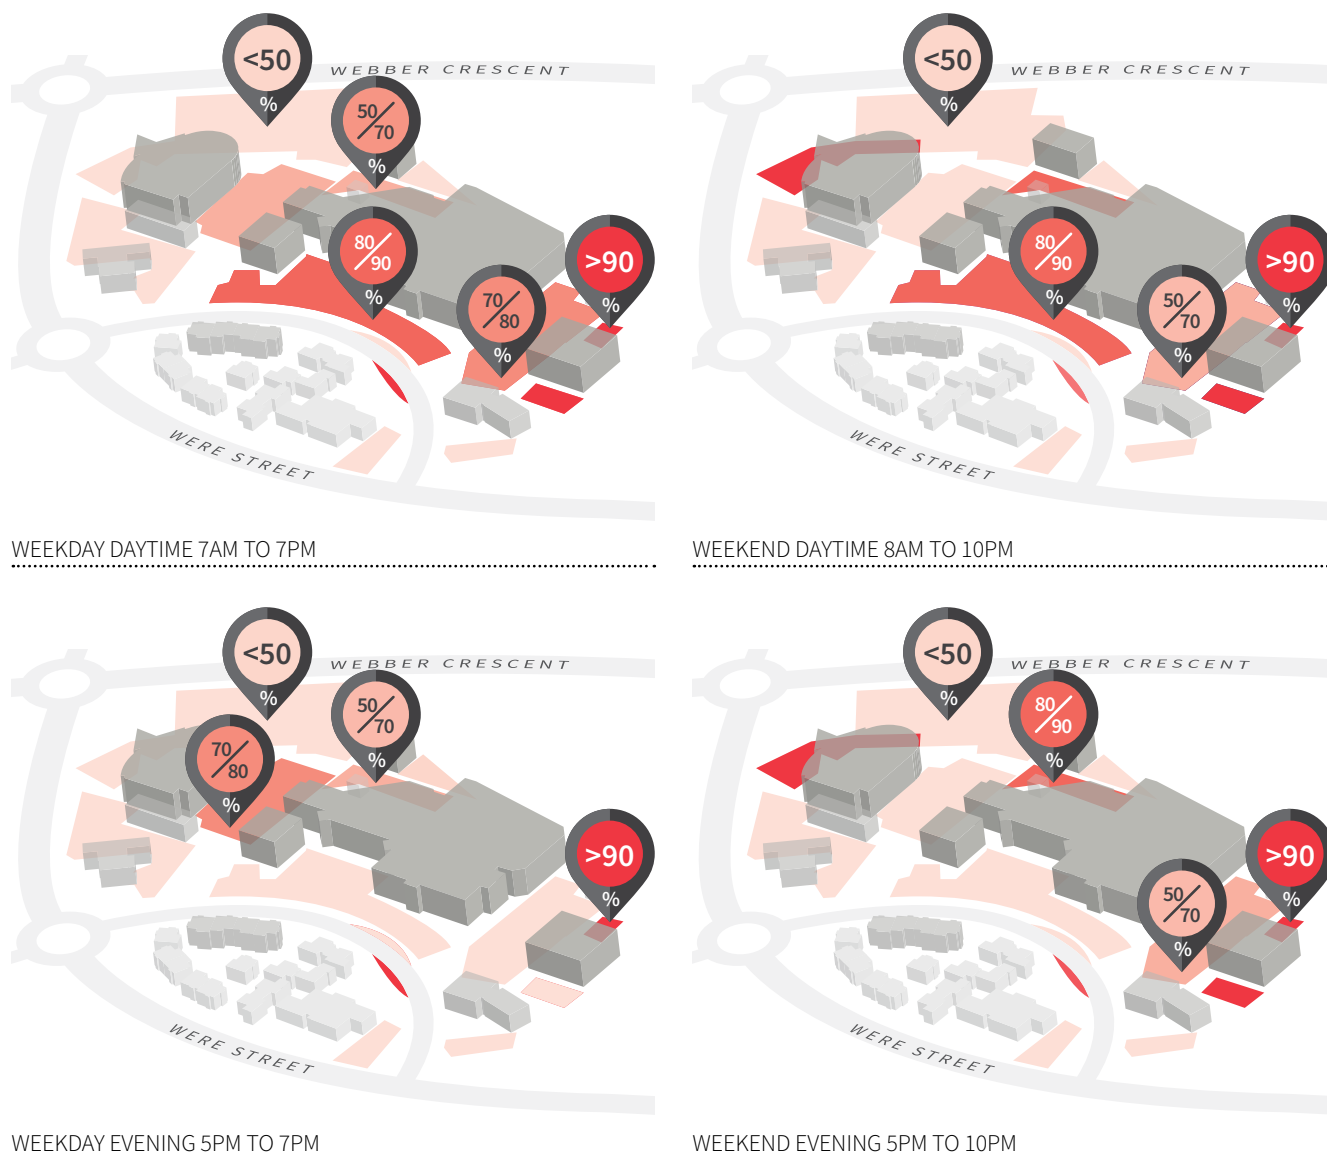 <50
%
WEBBER CRESCENT
50/70
%
80/90
%
>90
%
70/80
%
WERE STREET
WEEKDAY DAYTIME 7AM TO 7PM
<50
%
WEBBER CRESCENT
80/90
%
>90
%
50/70
%
WERE STREET
WEEKEND DAYTIME 8AM TO 10PM
<50
%
WEBBER CRESCENT
50/70
%
70/80
%
>90
%
WERE STREET
WEEKDAY EVENING 5PM TO 7PM
<50
%
WEBBER CRESCENT
80/90
%
>90
%
50/70
%
WERE STREET
WEEKEND EVENING 5PM TO 10PM